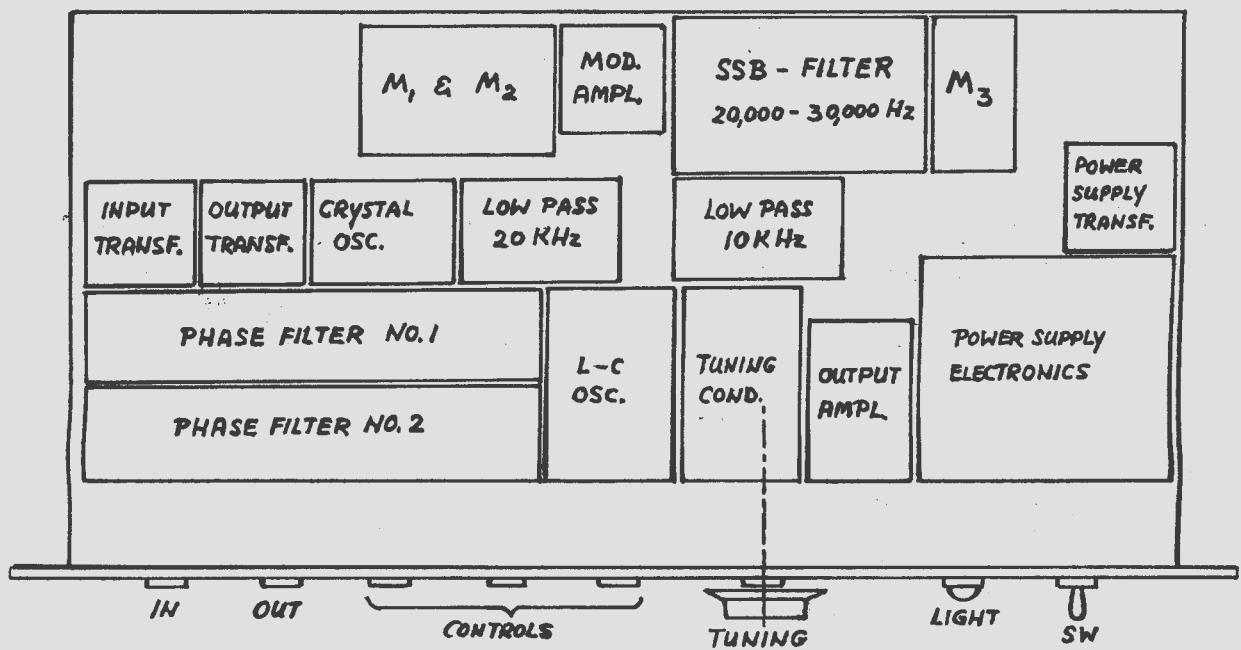 M1 & M2
MOD.
AMPL.
SSB - FILTER
20,000 - 30,000 Hz
M3
POWER
SUPPLY
TRANSF.
INPUT
TRANSF.
OUTPUT
TRANSF.
CRYSTAL
OSC.
LOW PASS
20 KHz
LOW PASS
10 KHz
PHASE FILTER NO. 1
PHASE FILTER NO. 2
L-C
OSC.
TUNING
COND.
OUTPUT
AMPL
POWER SUPPLY
ELECTRONICS
IN
OUT
CONTROLS
TUNING
LIGHT
SW